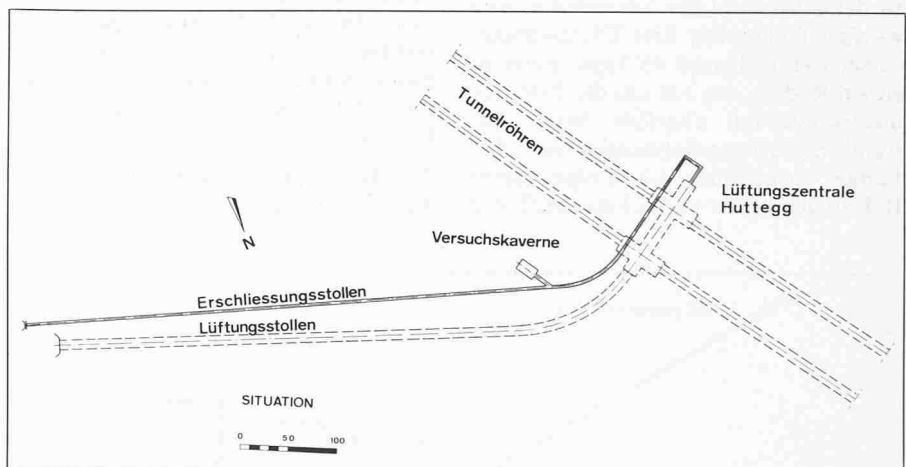 Tunnelröhren
Lüftungszentrale
Huttegg
N
Versuchskaverne
Erschliessungsstollen
Lüftungsstollen
SITUATION
0 50 100